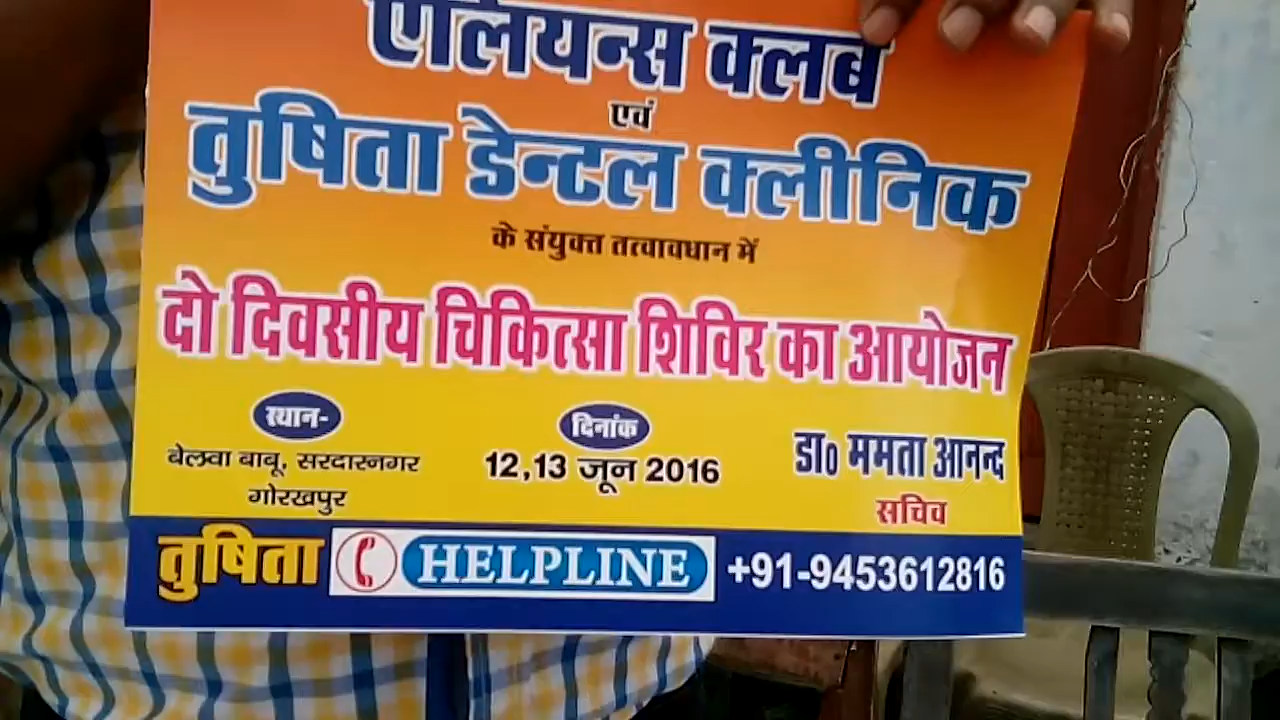 एलियन्स क्लब
एवं
तुषिता डेन्टल क्लीनिक
के संयुक्त तत्वावधान में
दो दिवसीय चिकित्सा शिविर का आयोजन
स्थान-
बेलवा बाबू, सरदारनगर
गोरखपुर
दिनांक
12,13 जून 2016
डा० ममता आनन्द
सचिव
तुषिता HELPLINE +91-9453612816